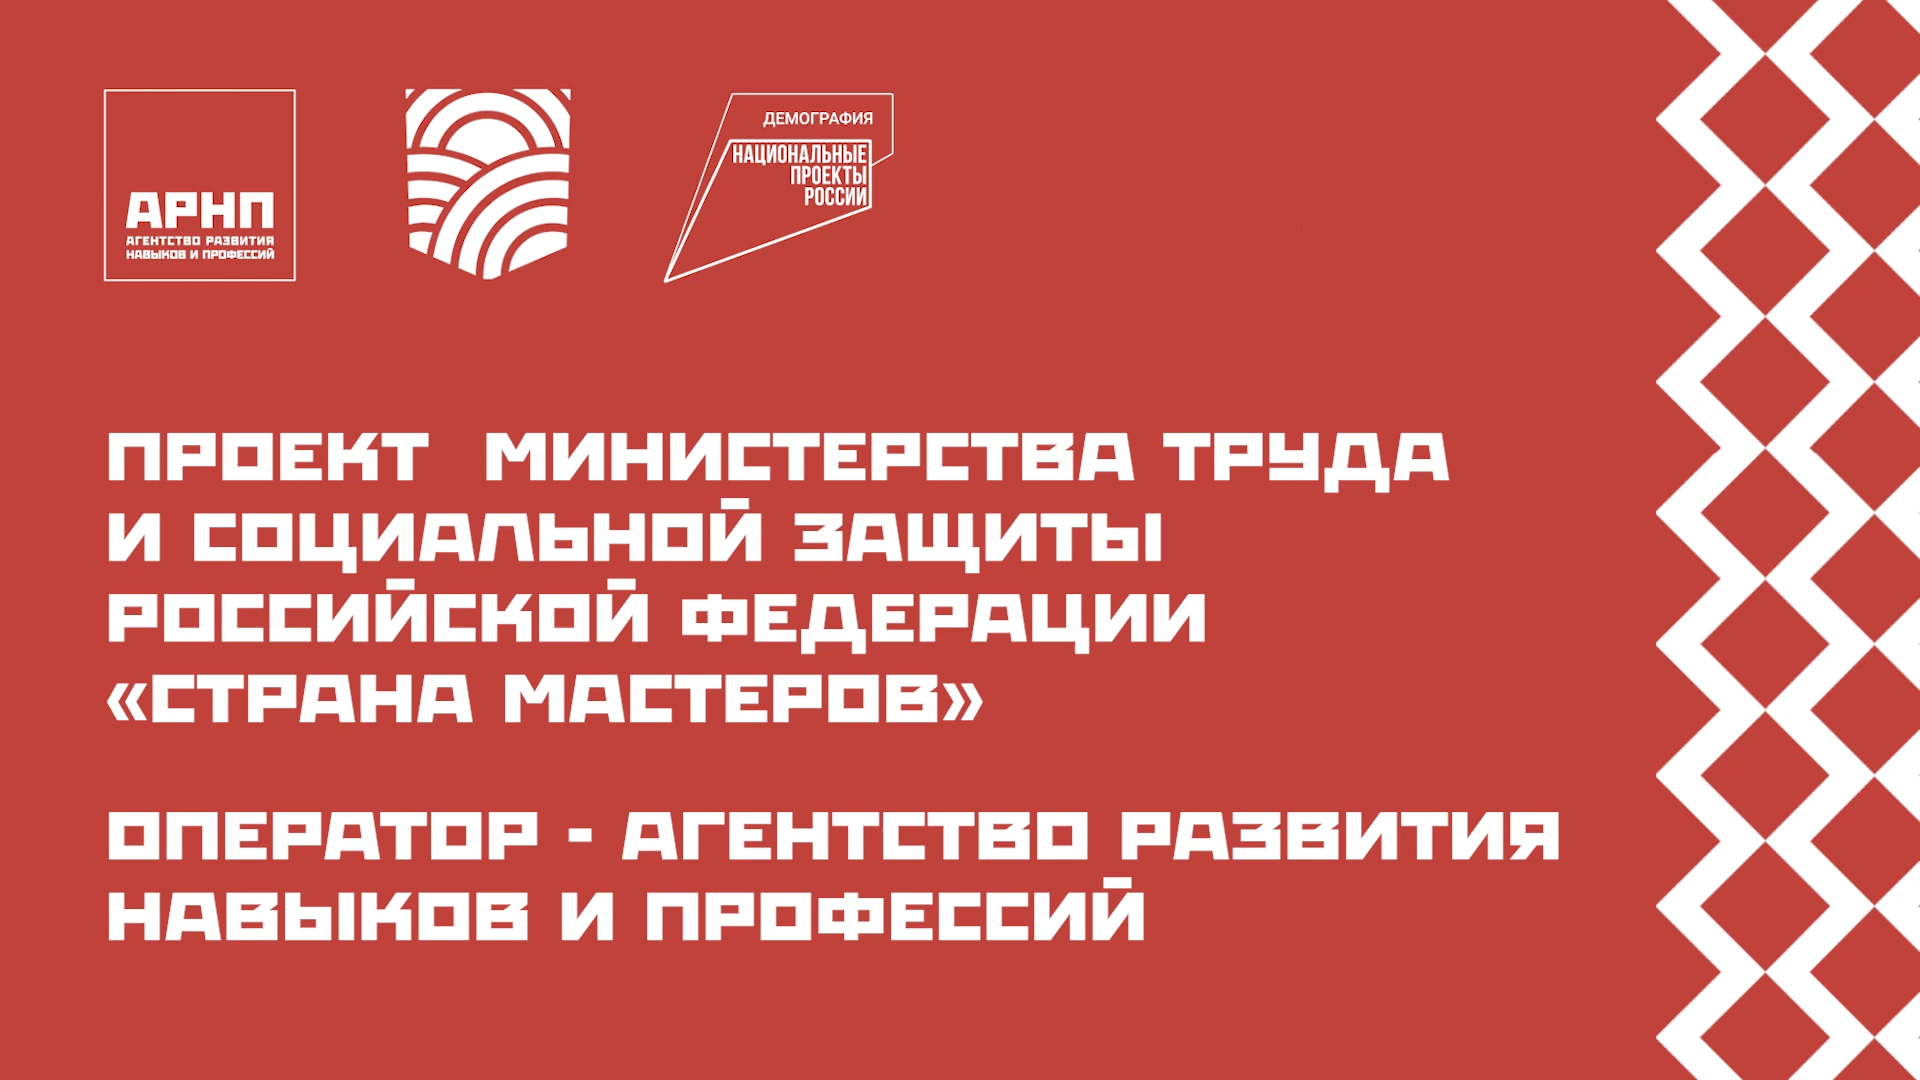 АРНП
АГЕНТСТВО РАЗВИТИЯ
НАВЫКОВ И ПРОФЕССИЙ
ДЕМОГРАФИЯ
НАЦИОНАЛЬНЫЕ
ПРОЕКТЫ
РОССИИ
ПРОЕКТ МИНИСТЕРСТВА ТРУДА
И СОЦИАЛЬНОЙ ЗАЩИТЫ
РОССИЙСКОЙ ФЕДЕРАЦИИ
«СТРАНА МАСТЕРОВ»
ОПЕРАТОР - АГЕНТСТВО РАЗВИТИЯ
НАВЫКОВ И ПРОФЕССИЙ